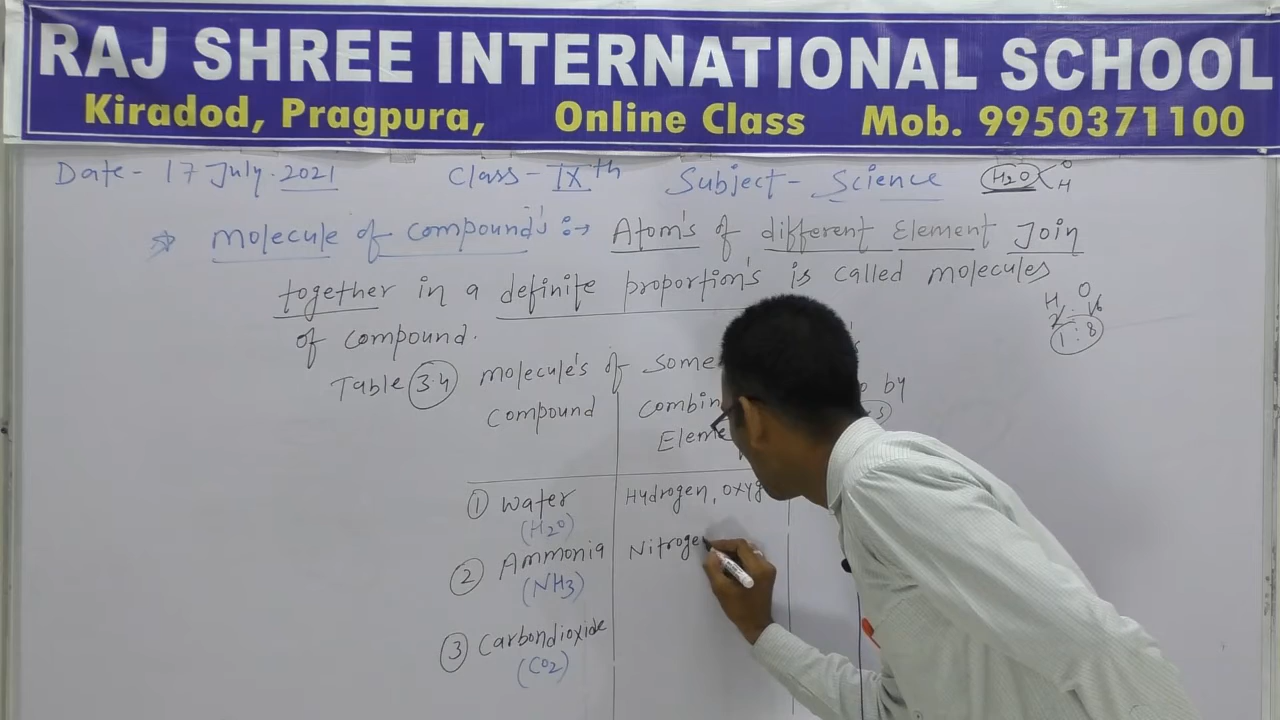 RAJ SHREE INTERNATIONAL SCHOOL
Kiradod, Pragpura, Online Class Mob. 9950371100
Date - 17 July. 2021 Class - IXth Subject - Science H2O O
H
molecule of compound's :-> Atom's of different Element Join
together in a definite proportion's is called molecules
of compound.
H O
2 : 16
1 : 8
Table 3.4 molecule's of some
compound
by
Hydrogen, oxyg
① Water
(H2O)
② Ammonia Nitroge
(NH3)
③ Carbondioxide
(CO2)